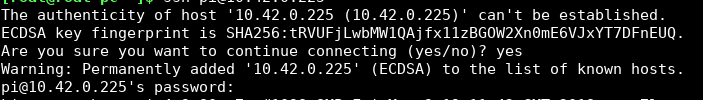 The authenticity of host '10.42.0.225 (10.42.0.225)' can't be established.
ECDSA key fingerprint is SHA256:tRVUFjLwbMW1QAjfx11zBGOW2Xn0mE6VJxYT7DFnEUQ.
Are you sure you want to continue connecting (yes/no)? yes
Warning: Permanently added '10.42.0.225' (ECDSA) to the list of known hosts.
pi@10.42.0.225's password: